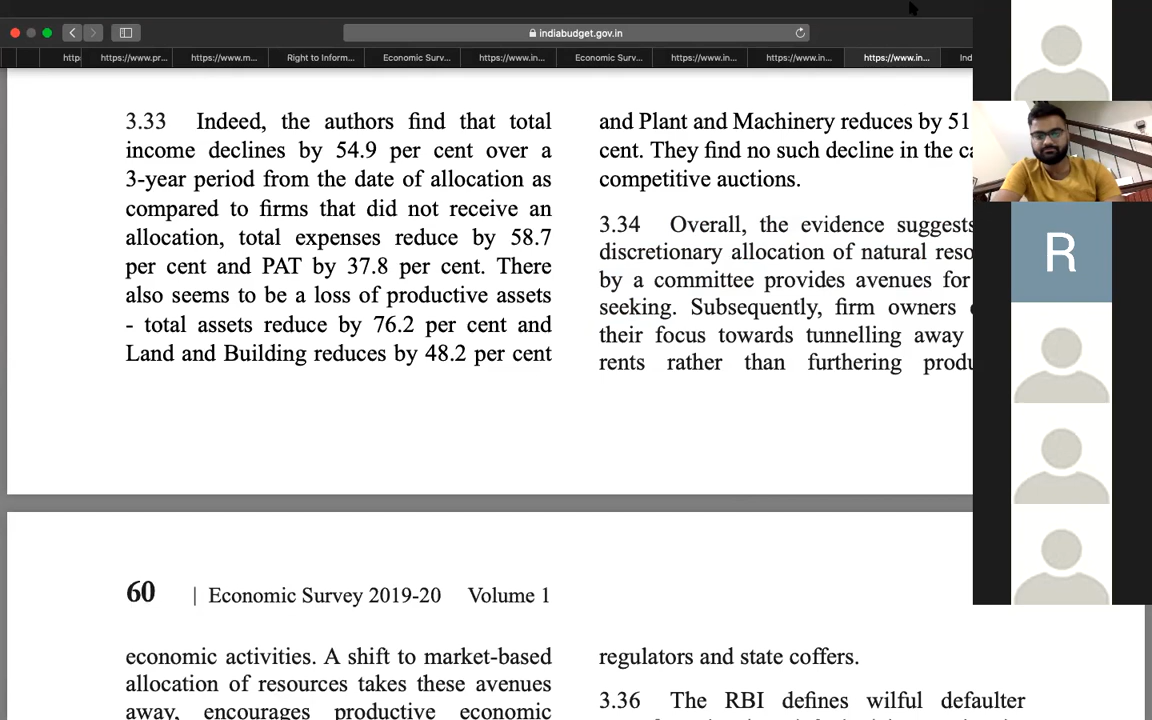 indiabudget.gov.in
http https://www.pr... https://www.m... Right to Inform... Economic Surv... https://www.in... Economic Surv... https://www.in... https://www.in... https://www.in... Ind
3.33 Indeed, the authors find that total
income declines by 54.9 per cent over a
3-year period from the date of allocation as
compared to firms that did not receive an
allocation, total expenses reduce by 58.7
per cent and PAT by 37.8 per cent. There
also seems to be a loss of productive assets
- total assets reduce by 76.2 per cent and
Land and Building reduces by 48.2 per cent
and Plant and Machinery reduces by 51
cent. They find no such decline in the ca
competitive auctions.
3.34 Overall, the evidence suggests
discretionary allocation of natural reso
by a committee provides avenues for
seeking. Subsequently, firm owners
their focus towards tunnelling away
rents rather than furthering produ
R
60 | Economic Survey 2019-20 Volume 1
economic activities. A shift to market-based
allocation of resources takes these avenues
away, encourages productive economic
regulators and state coffers.
3.36 The RBI defines wilful defaulter